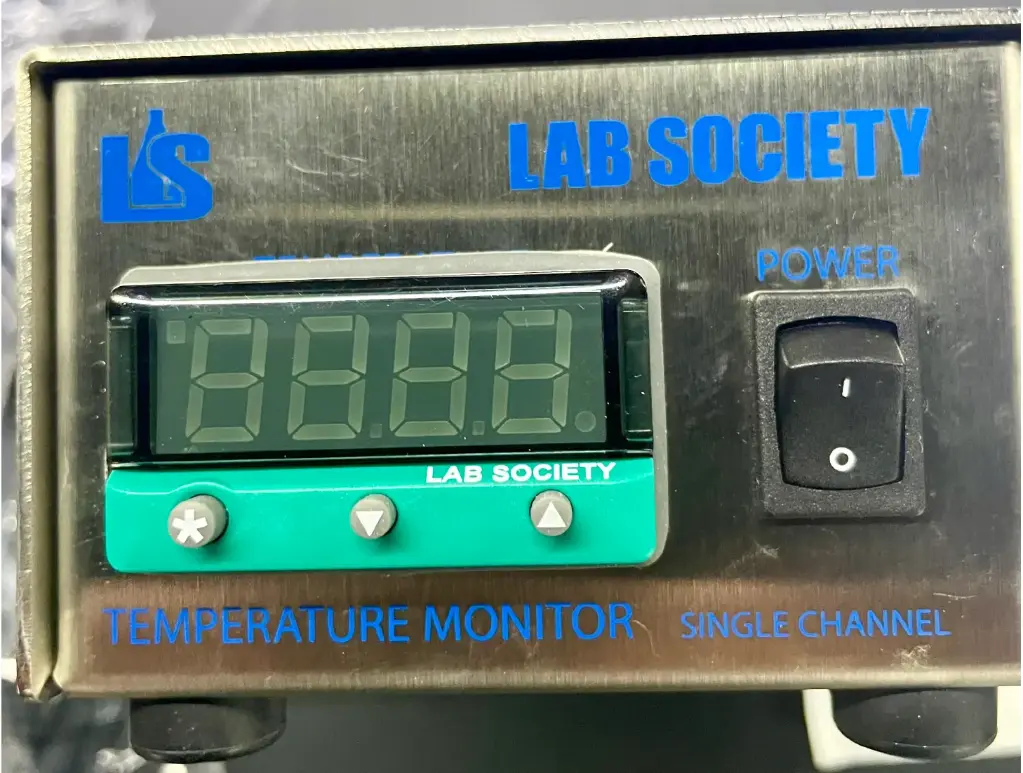 LS
LAB SOCIETY
POWER
I
O
LAB SOCIETY
*
TEMPERATURE MONITOR
SINGLE CHANNEL